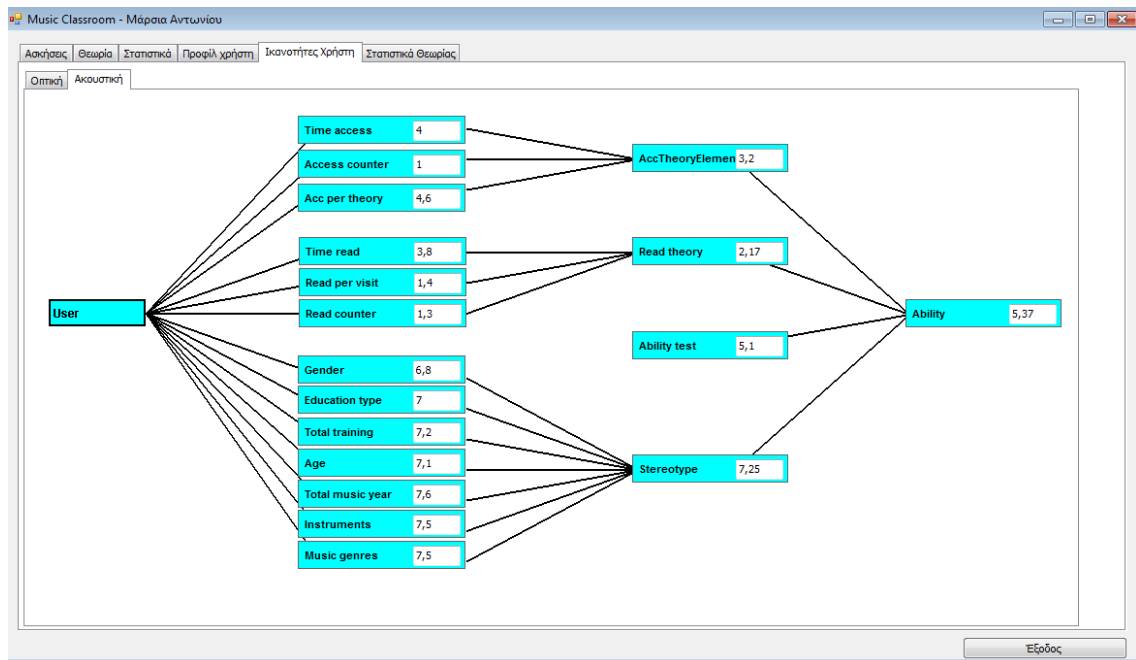 Music Classroom - Μάρσια Αντωνίου
Ασκήσεις Θεωρία Στατιστικά Προφίλ χρήστη Ικανοτήτες Χρήστη Στατιστικά Θεωρίας
Οπτική Ακουστική
Time access 4
Access counter 1
Acc per theory 4,6
AccTheoryElemen 3,2
Time read 3,8
Read per visit 1,4
Read counter 1,3
Read theory 2,17
User
Ability test 5,1
Ability 5,37
Gender 6,8
Education type 7
Total training 7,2
Age 7,1
Total music year 7,6
Instruments 7,5
Music genres 7,5
Stereotype 7,25
Έξοδος